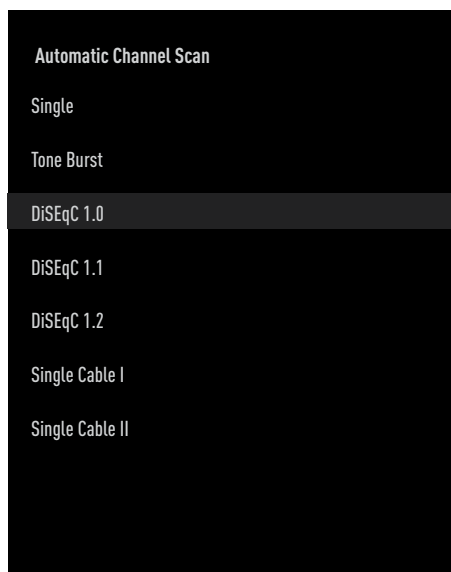 Automatic Channel Scan
Single
Tone Burst
DiSEqC 1.0
DiSEqC 1.1
DiSEqC 1.2
Single Cable I
Single Cable II